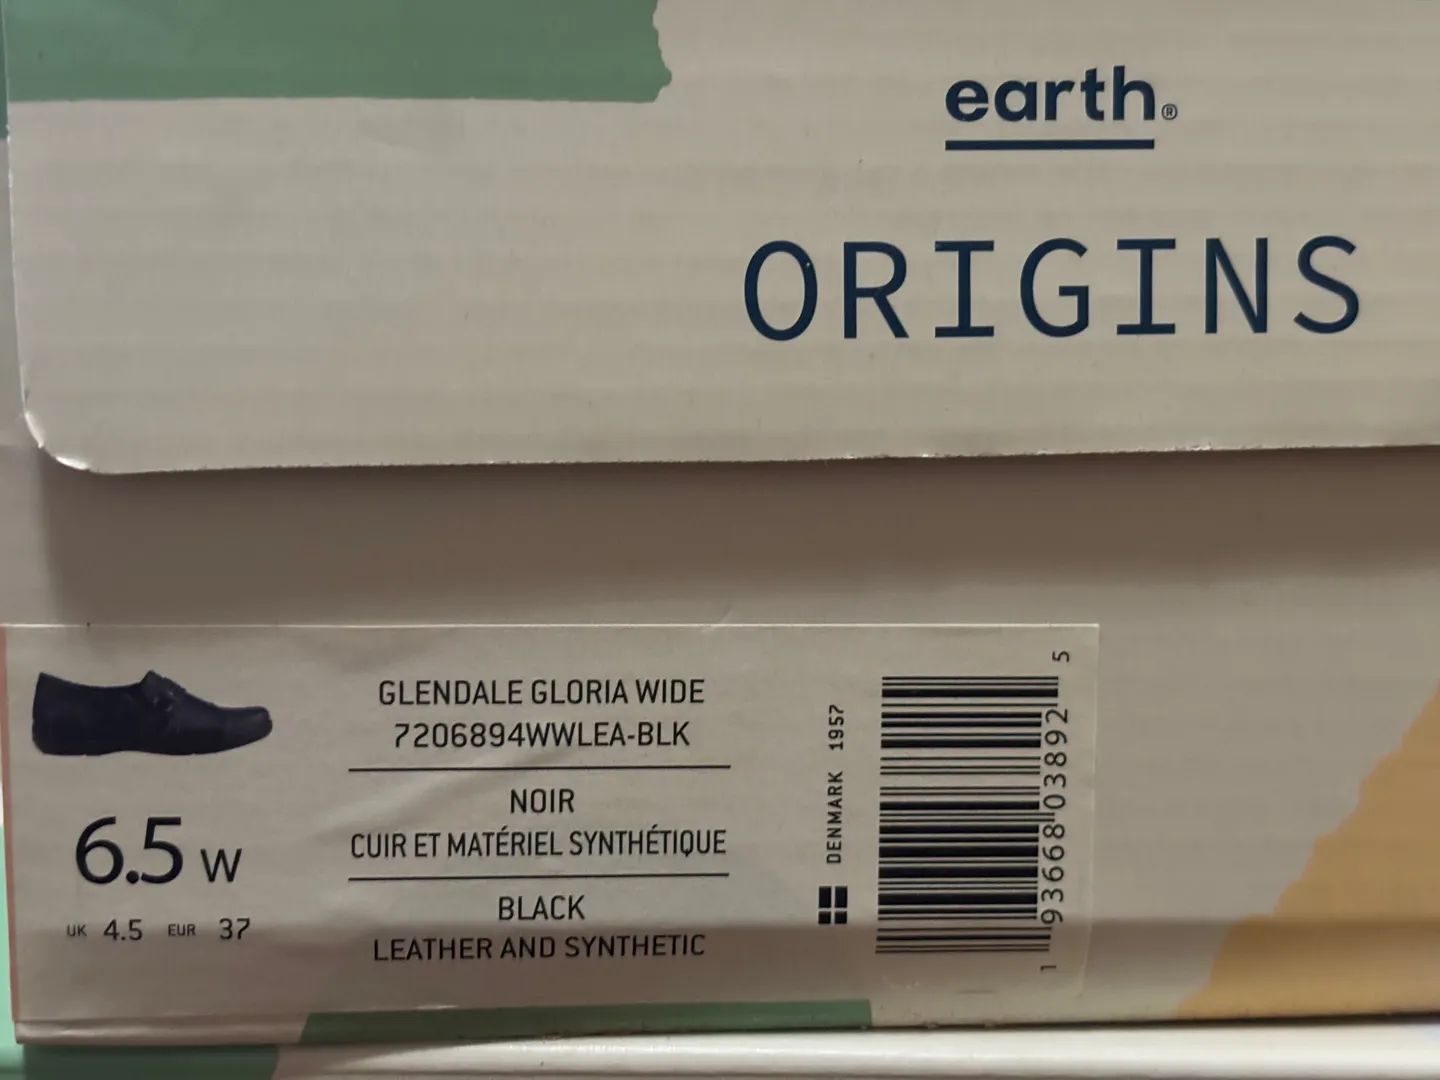 earth®
ORIGINS
GLENDALE GLORIA WIDE
7206894WWLEA-BLK
NOIR
CUIR ET MATÉRIEL SYNTHÉTIQUE
BLACK
LEATHER AND SYNTHETIC
6.5 W
UK 4.5 EUR 37
DENMARK 1957
1 93668 03892 5